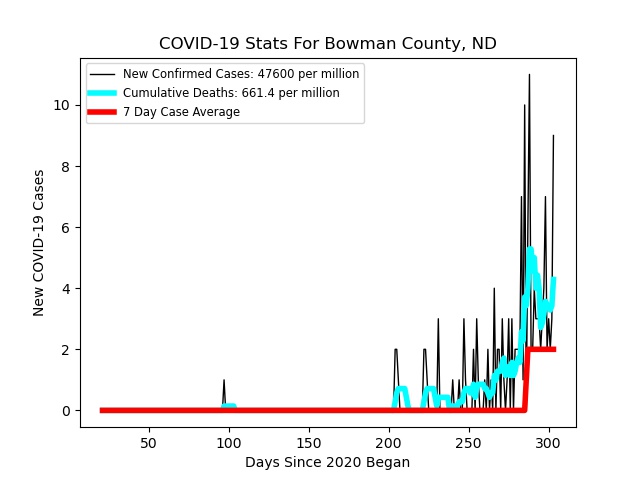 COVID-19 Stats For Bowman County, ND
New Confirmed Cases: 47600 per million
Cumulative Deaths: 661.4 per million
7 Day Case Average
New COVID-19 Cases
10
8
6
4
2
0
50 100 150 200 250 300
Days Since 2020 Began